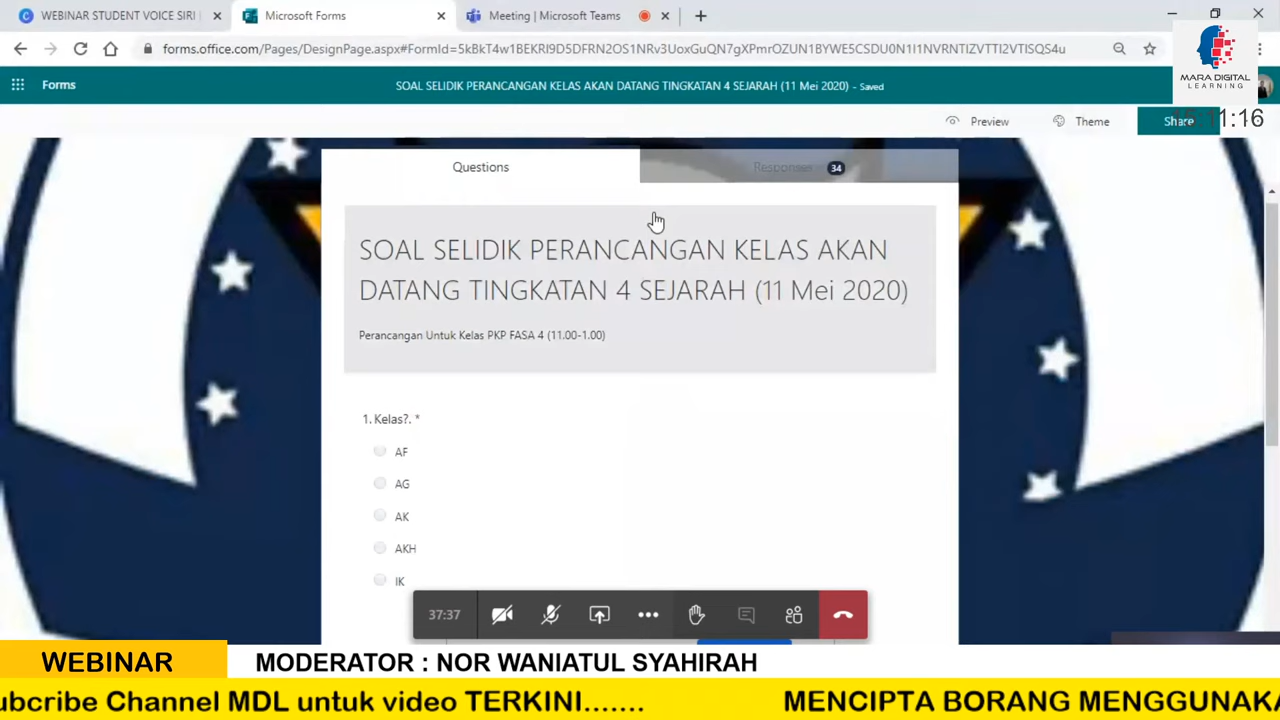 WEBINAR STUDENT VOICE SIRI
Microsoft Forms
Meeting | Microsoft Teams
forms.office.com/Pages/DesignPage.aspx#FormId=5kBkT4w1BEKRI9D5DFRN2OS1NRv3UoxGuQN7gXPmrOZUN1BYWE5CSDU0N1I1NVRNTIZVTTI2VTISQS4u
MARA DIGITAL
LEARNING
Forms
SOAL SELIDIK PERANCANGAN KELAS AKAN DATANG TINGKATAN 4 SEJARAH (11 Mei 2020) - Saved
Preview
Theme
Share
11:16
Questions
Responses 34
SOAL SELIDIK PERANCANGAN KELAS AKAN
DATANG TINGKATAN 4 SEJARAH (11 Mei 2020)
Perancangan Untuk Kelas PKP FASA 4 (11.00-1.00)
1. Kelas?. *
AF
AG
AK
AKH
IK
37:37
WEBINAR
MODERATOR : NOR WANIATUL SYAHIRAH
ubcribe Channel MDL untuk video TERKINI.......
MENCIPTA BORANG MENGGUNAKA